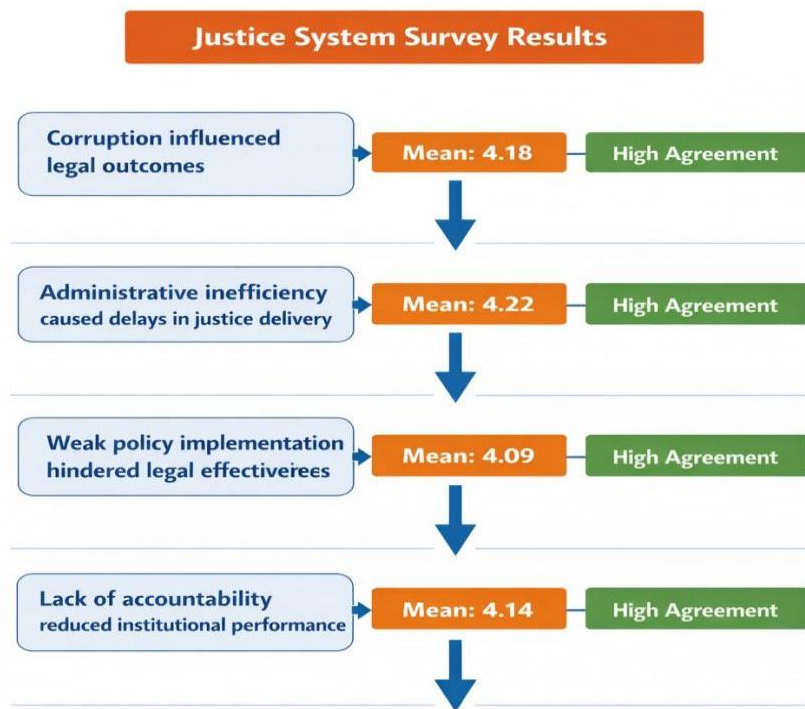 Justice System Survey Results
Corruption influenced
legal outcomes
Mean: 4.18
High Agreement
Administrative inefficiency
caused delays in justice delivery
Mean: 4.22
High Agreement
Weak policy implementation
hindered legal
Mean: 4.09
High Agreement
Lack of accountability
reduced institutional performance
Mean: 4.14
High Agreement